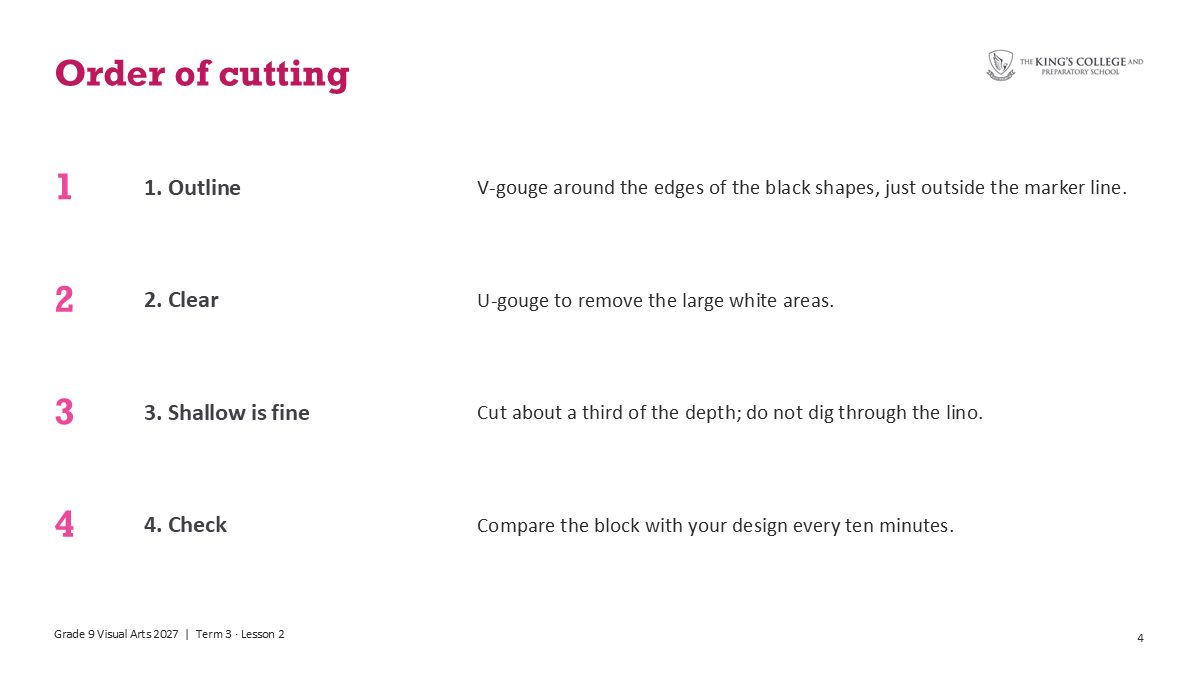 Order of cutting
THE KING'S COLLEGE AND
PREPARATORY SCHOOL
1
1. Outline
V-gouge around the edges of the black shapes, just outside the marker line.
2
2. Clear
U-gouge to remove the large white areas.
3
3. Shallow is fine
Cut about a third of the depth; do not dig through the lino.
4
4. Check
Compare the block with your design every ten minutes.
Grade 9 Visual Arts 2027 | Term 3 · Lesson 2
4